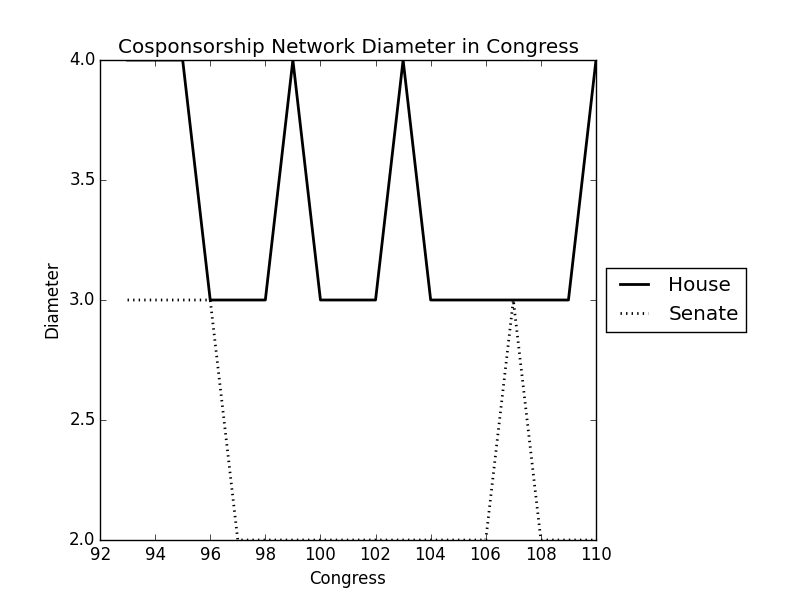 Cosponsorship Network Diameter in Congress
4.0
3.5
3.0
2.5
2.0
Diameter
92 94 96 98 100 102 104 106 108 110
Congress
House
Senate